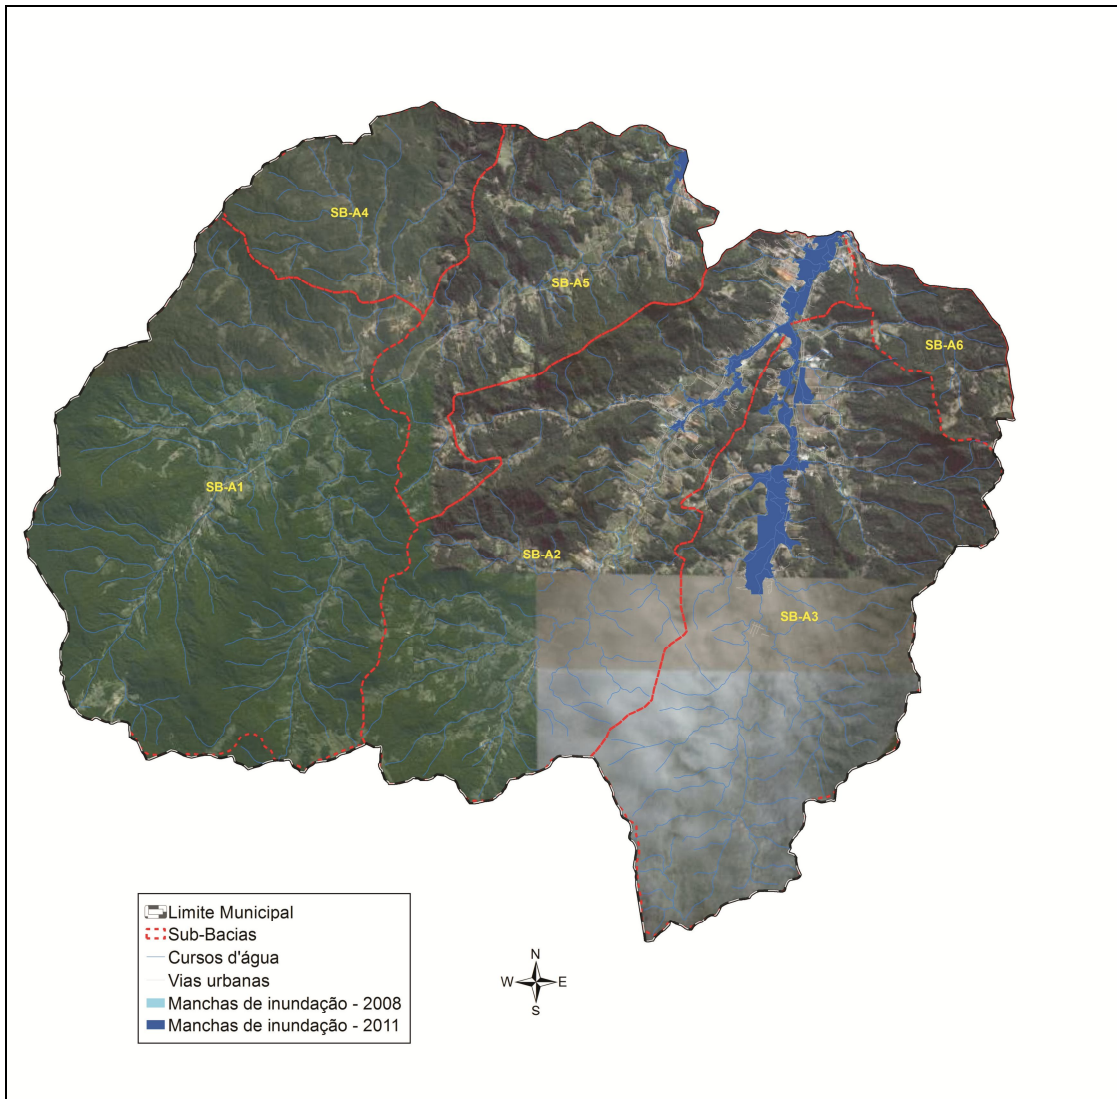 SB-A4
SB-A5
SB-A6
SB-A1
SB-A2
SB-A3
Limite Municipal
Sub-Bacias
Cursos d'água
Vias urbanas
Manchas de inundação - 2008
Manchas de inundação - 2011
N
W E
S